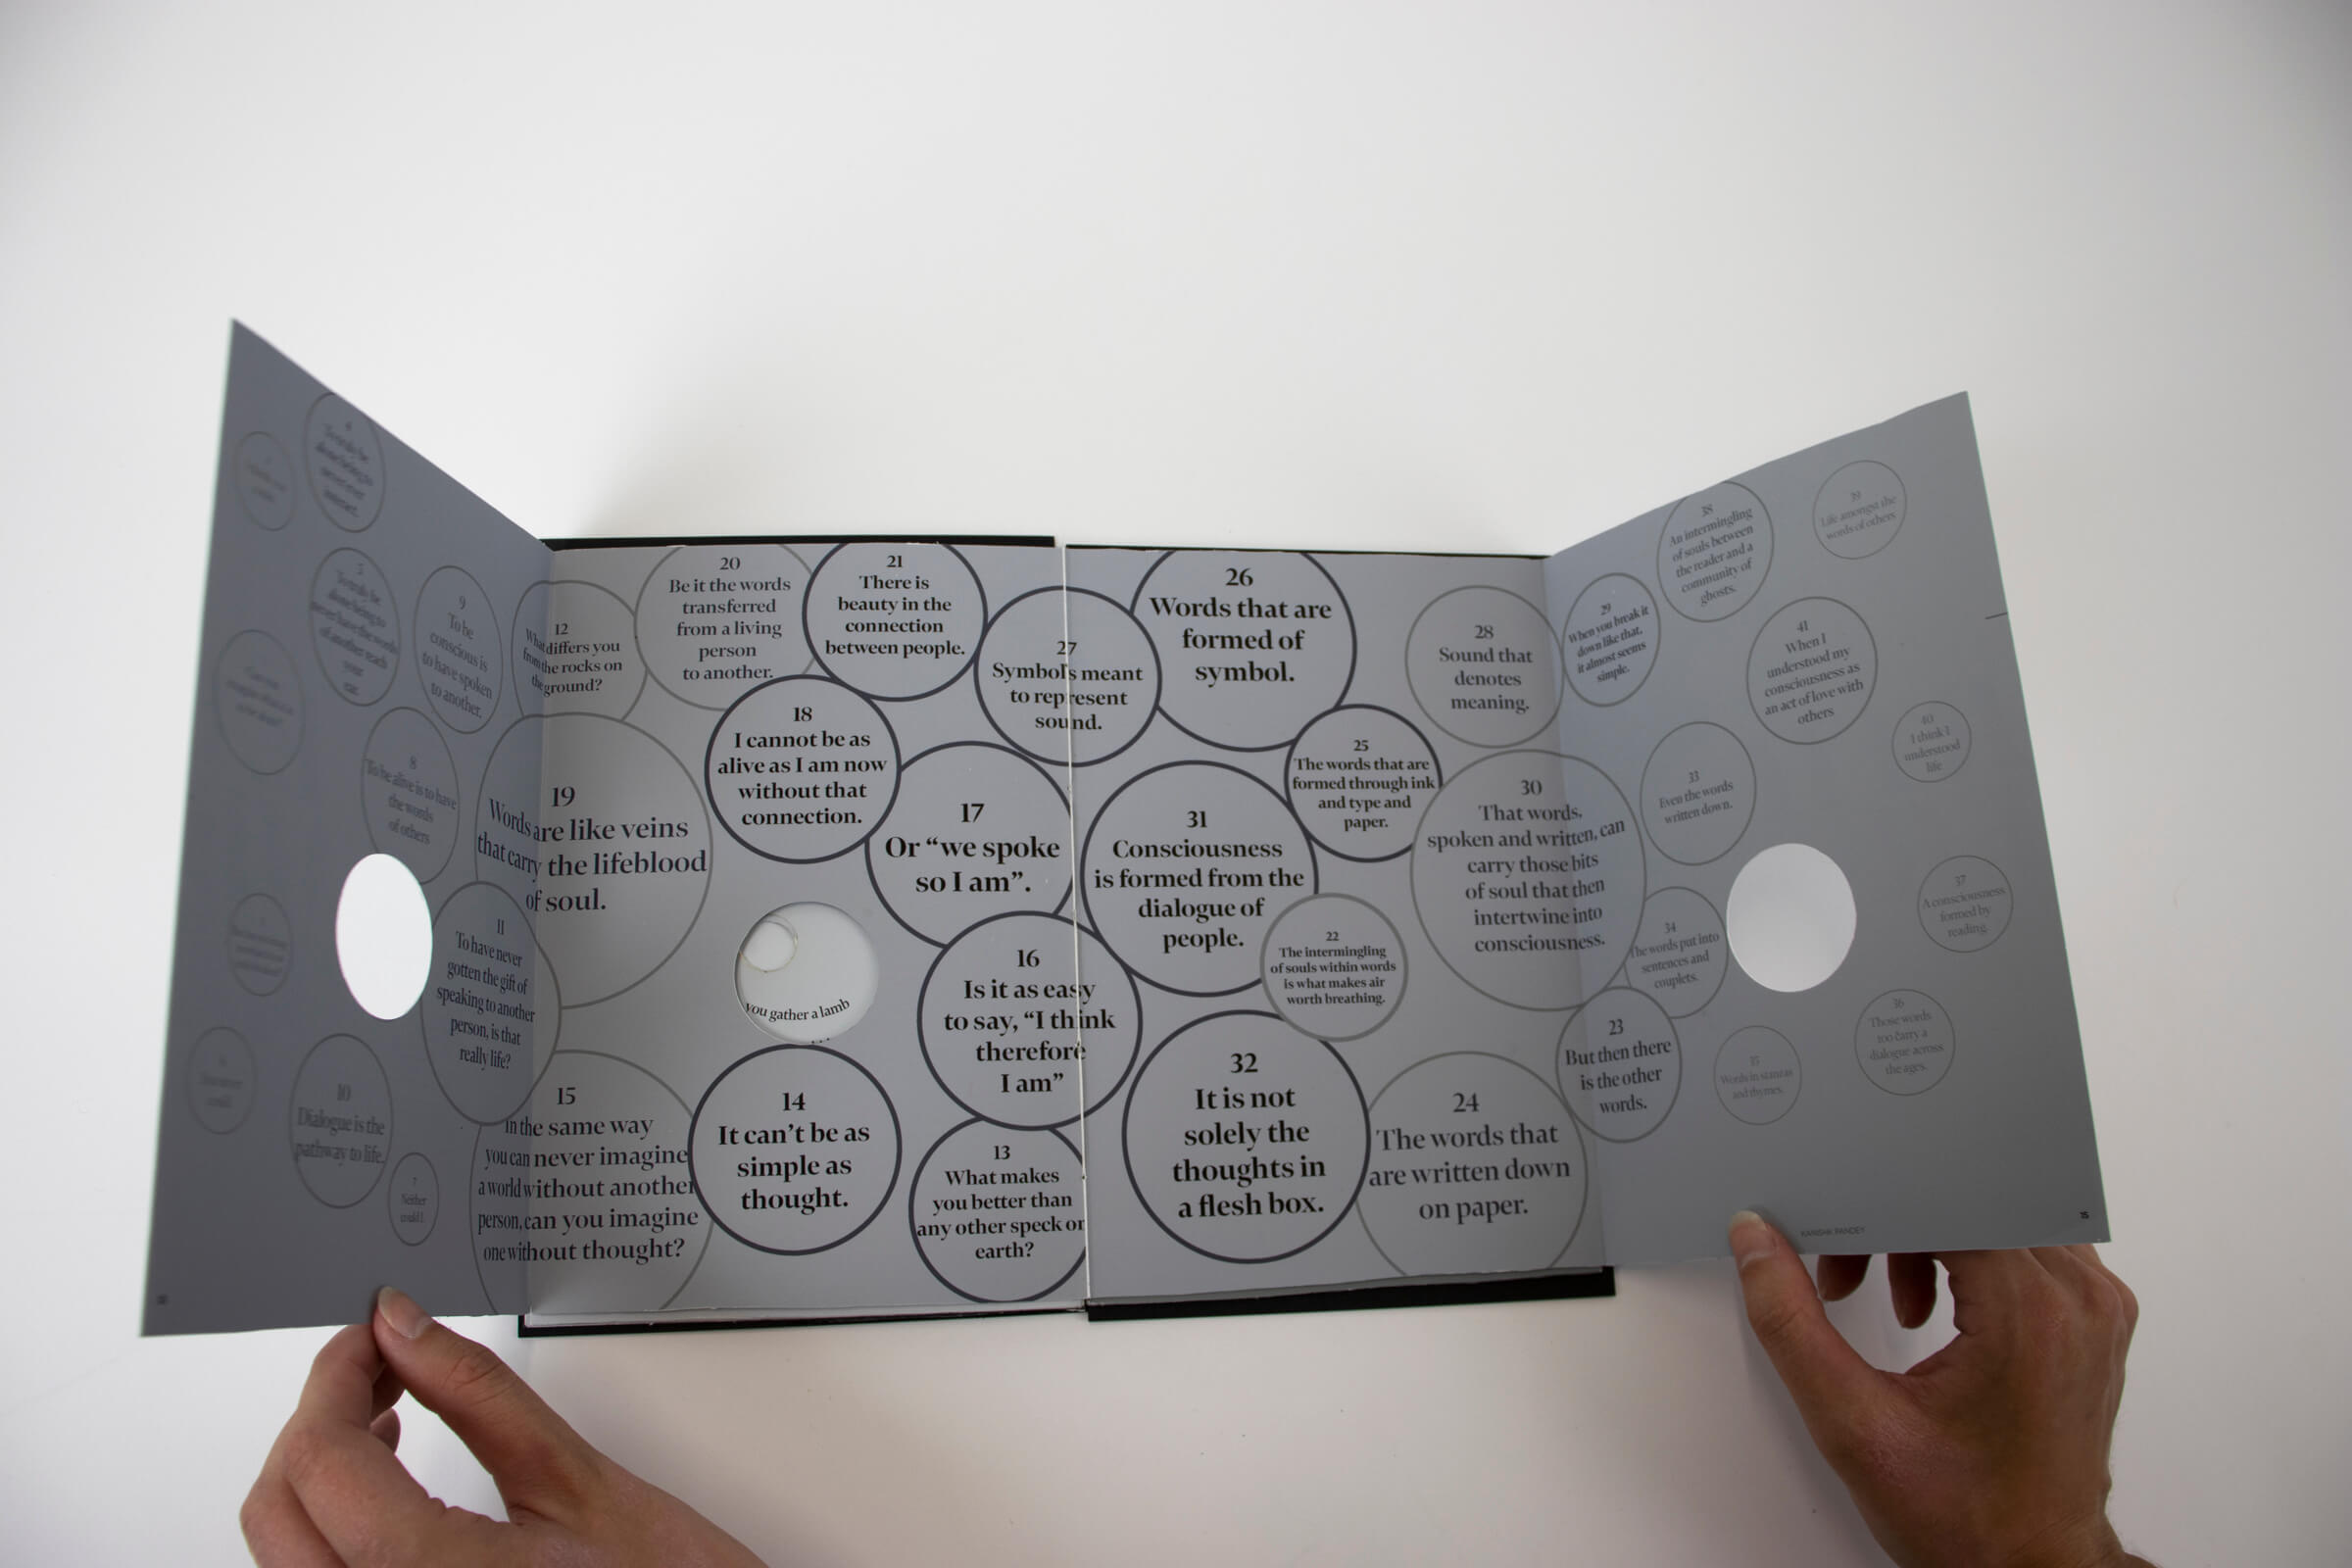 5
8
To be alive is to have
the words
of others
9
To be
conscious is
to have spoken
to another.
10
Dialogue is the
pathway to life.
7
Neither
could I.
11
To have never
gotten the gift of
speaking to another
person, is that
really life?
12
What differs you
from the rocks on
the ground?
19
Words are like veins
that carry the lifeblood
of soul.
15
In the same way
you can never imagine
a world without another
person, can you imagine
one without thought?
20
Be it the words
transferred
from a living
person
to another.
21
There is
beauty in the
connection
between people.
18
I cannot be as
alive as I am now
without that
connection.
17
Or “we spoke
so I am”.
you gather a lamb
16
Is it as easy
to say, “I think
therefore
I am”
14
It can’t be as
simple as
thought.
13
What makes
you better than
any other speck or
earth?
27
Symbols meant
to represent
sound.
26
Words that are
formed of
symbol.
25
The words that are
formed through ink
and type and
paper.
31
Consciousness
is formed from the
dialogue of
people.
22
The intermingling
of souls within words
is what makes air
worth breathing.
32
It is not
solely the
thoughts in
a flesh box.
24
The words that
are written down
on paper.
28
Sound that
denotes
meaning.
30
That words,
spoken and written, can
carry those bits
of soul that then
intertwine into
consciousness.
29
When you break it
down like that,
it almost seems
simple.
23
But then there
is the other
words.
38
An intermingling
of souls between
the reader and a
community of
ghosts.
39
Life amongst the
words of others.
41
When I
understood my
consciousness as
an act of love with
others
40
I think I
understood
life
33
Even the words
written down.
34
The words put into
sentences and
couplets.
37
A consciousness
formed by
reading.
36
Those words
too carry a
dialogue across
the ages.
35
Words in stanzas
and rhymes.
KANISHK PANDEY
15